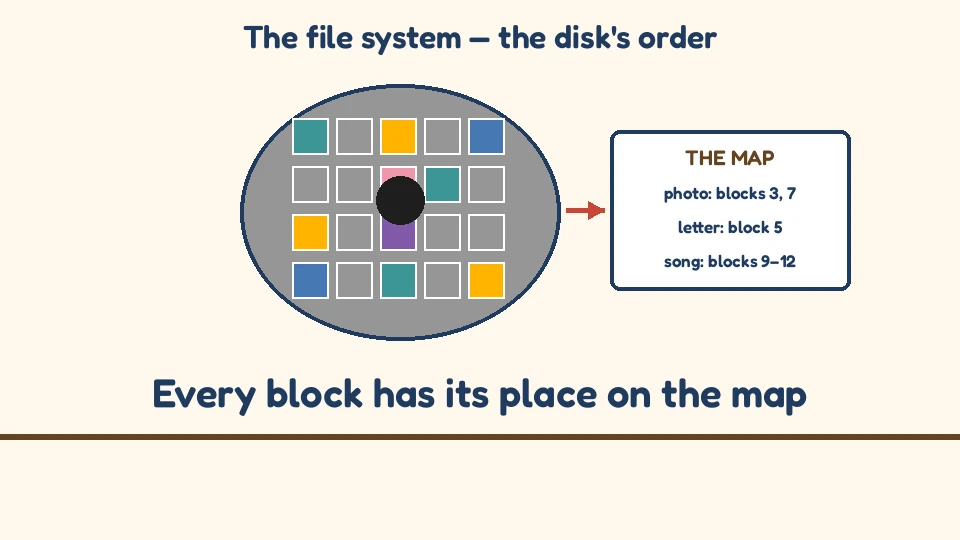 The file system — the disk's order
THE MAP
photo: blocks 3, 7
letter: block 5
song: blocks 9–12
Every block has its place on the map